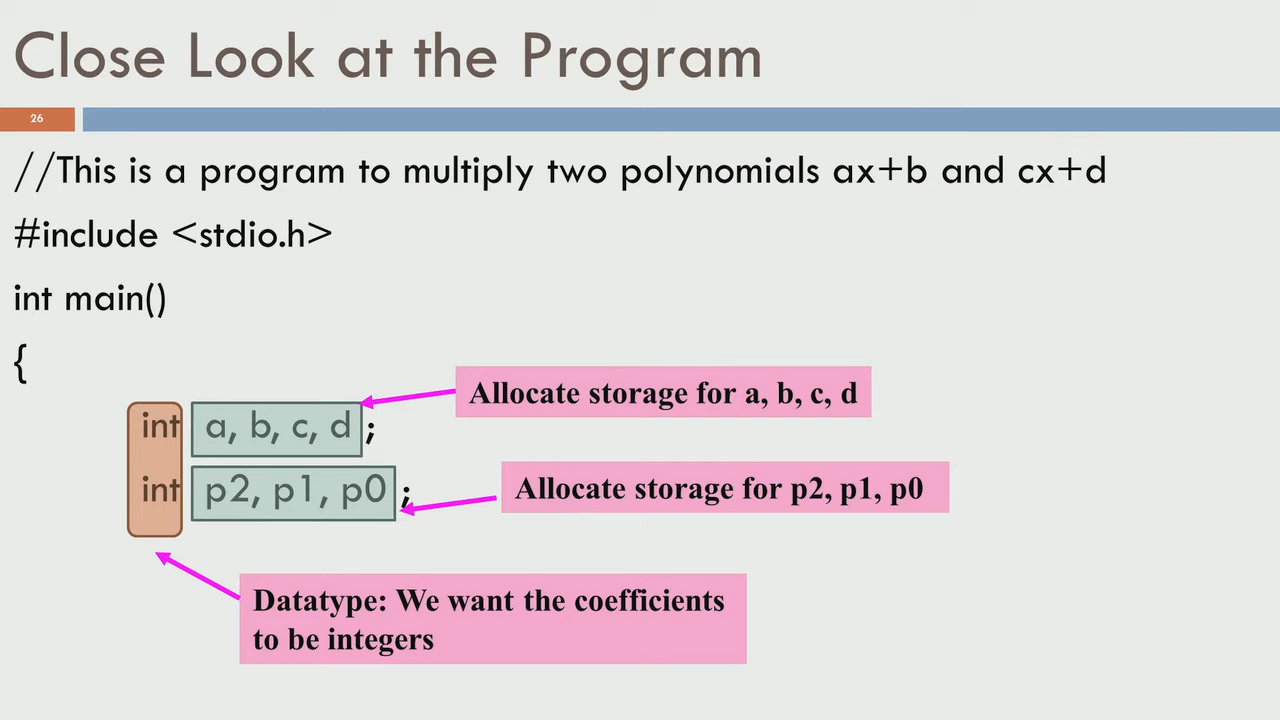 Close Look at the Program
26
//This is a program to multiply two polynomials ax+b and cx+d
#include <stdio.h>
int main()
{
Allocate storage for a, b, c, d
int a, b, c, d ;
int p2, p1, p0 ;
Allocate storage for p2, p1, p0
Datatype: We want the coefficients
to be integers